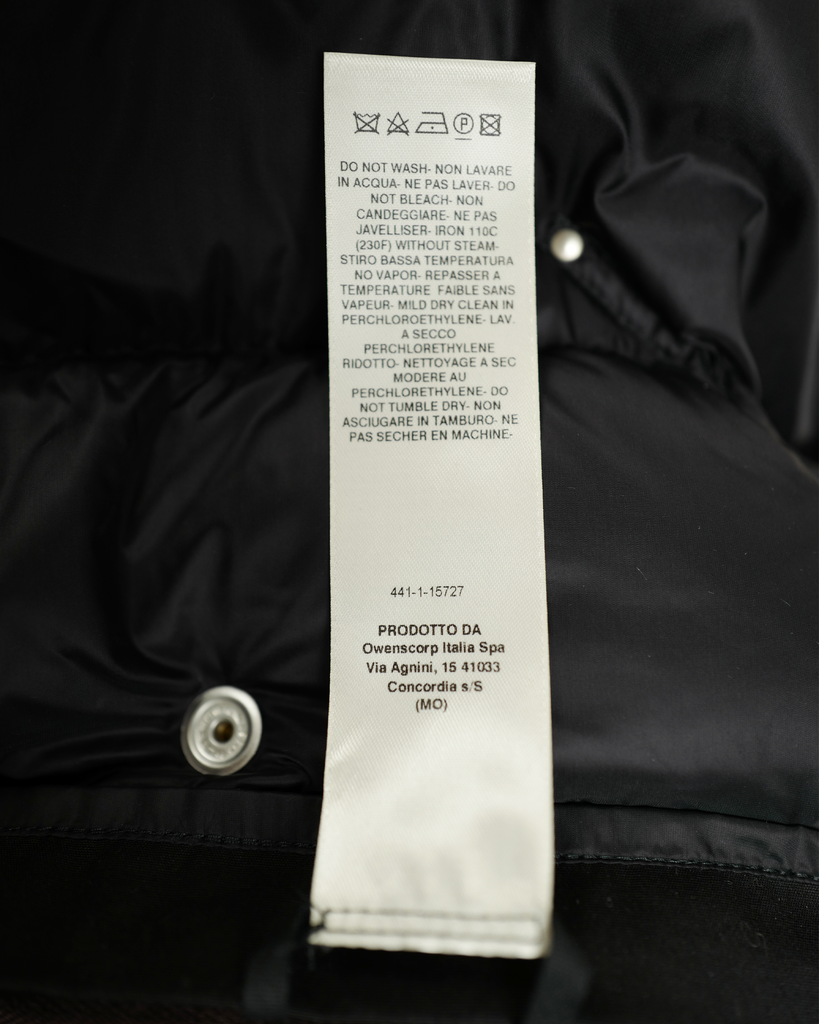 P
DO NOT WASH- NON LAVARE
IN ACQUA- NE PAS LAVER- DO
NOT BLEACH- NON
CANDEGGIARE- NE PAS
JAVELLISER- IRON 110C
(230F) WITHOUT STEAM-
STIRO BASSA TEMPERATURA
NO VAPOR- REPASSER A
TEMPERATURE FAIBLE SANS
VAPEUR- MILD DRY CLEAN IN
PERCHLOROETHYLENE- LAV.
A SECCO
PERCHLORETHYLENE
RIDOTTO- NETTOYAGE A SEC
MODERE AU
PERCHLORETHYLENE- DO
NOT TUMBLE DRY- NON
ASCIUGARE IN TAMBURO- NE
PAS SECHER EN MACHINE-
441-1-15727
PRODOTTO DA
Owenscorp Italia Spa
Via Agnini, 15 41033
Concordia s/S
(MO)